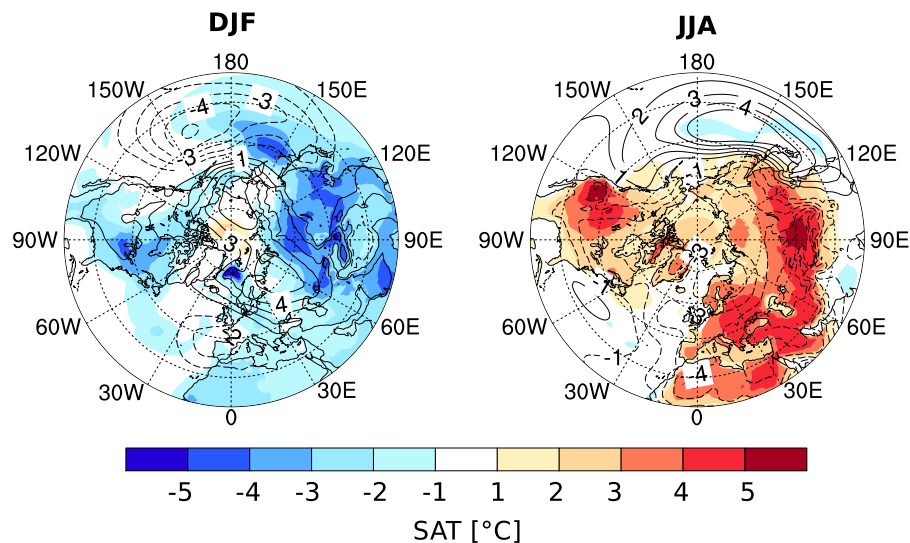 DJF JJA
180 180
150W 150E 150W 150E
-4 -3 2 3 4
120W 3 1 120E 120W 1 -1 120E
90W 3 90E 90W -3 90E
4
60W 60E 60W 60E
-1
30W 30E 30W -4 30E
0 0
-5 -4 -3 -2 -1 1 2 3 4 5
SAT [°C]